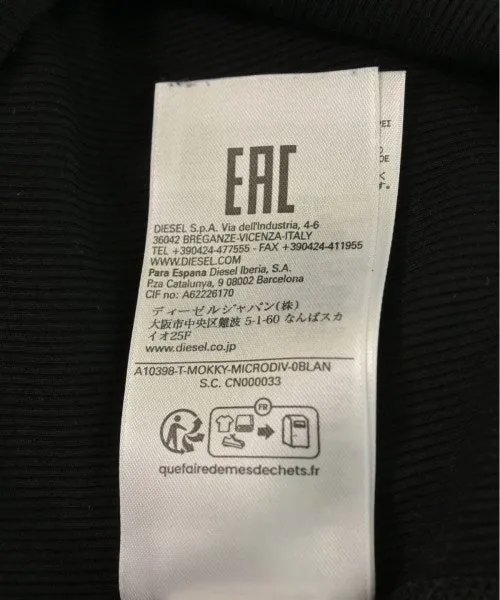 EAC
DIESEL S.p.A. Via dell'Industria, 4-6
36042 BREGANZE-VICENZA-ITALY
TEL +390424-477555 - FAX +390424-411955
WWW.DIESEL.COM
Para Espana Diesel Iberia, S.A.
P.za Catalunya, 9 08002 Barcelona
CIF no: A62226170
ディーゼルジャパン(株)
大阪市中央区難波 5-1-60 なんばスカ
イオ25F
www.diesel.co.jp
A10398-T-MOKKY-MICRODIV-0BLAN
S.C. CN000033
FR
quefairedemesdechets.fr